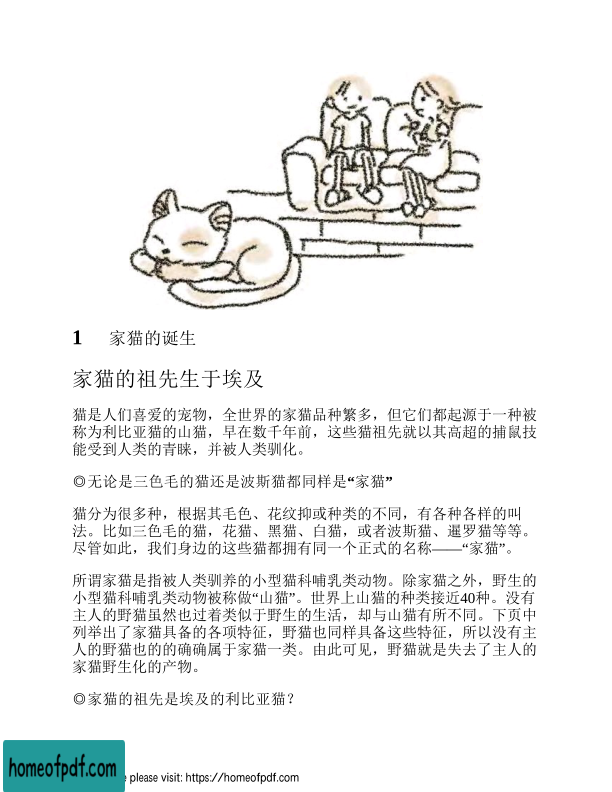 1 家猫的诞生
家猫的祖先生于埃及
猫是人们喜爱的宠物，全世界的家猫品种繁多，但它们都起源于一种被
称为利比亚猫的山猫，早在数千年前，这些猫祖先就以其高超的捕鼠技
能受到人类的青睐，并被人类驯化。
◎无论是三色毛的猫还是波斯猫都同样是“家猫”
猫分为很多种，根据其毛色、花纹抑或种类的不同，有各种各样的叫
法。比如三色毛的猫，花猫、黑猫、白猫，或者波斯猫、暹罗猫等等。
尽管如此，我们身边的这些猫都拥有同一个正式的名称——“家猫”。
所谓家猫是指被人类驯养的小型猫科哺乳类动物。除家猫之外，野生的
小型猫科哺乳类动物被称做“山猫”。世界上山猫的种类接近40种。没有
主人的野猫虽然也过着类似于野生的生活，却与山猫有所不同。下页中
列举出了家猫具备的各项特征，野猫也同样具备这些特征，所以没有主
人的野猫也的的确确属于家猫一类。由此可见，野猫就是失去了主人的
家猫野生化的产物。
◎家猫的祖先是埃及的利比亚猫？
homeofpdf.com
please visit: https://homeofpdf.com